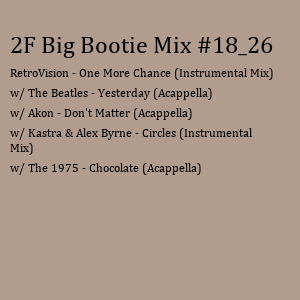 2F Big Bootie Mix #18_26
RetroVision - One More Chance (Instrumental Mix)
w/ The Beatles - Yesterday (Acappella)
w/ Akon - Don't Matter (Acappella)
w/ Kastra & Alex Byrne - Circles (Instrumental
Mix)
w/ The 1975 - Chocolate (Acappella)